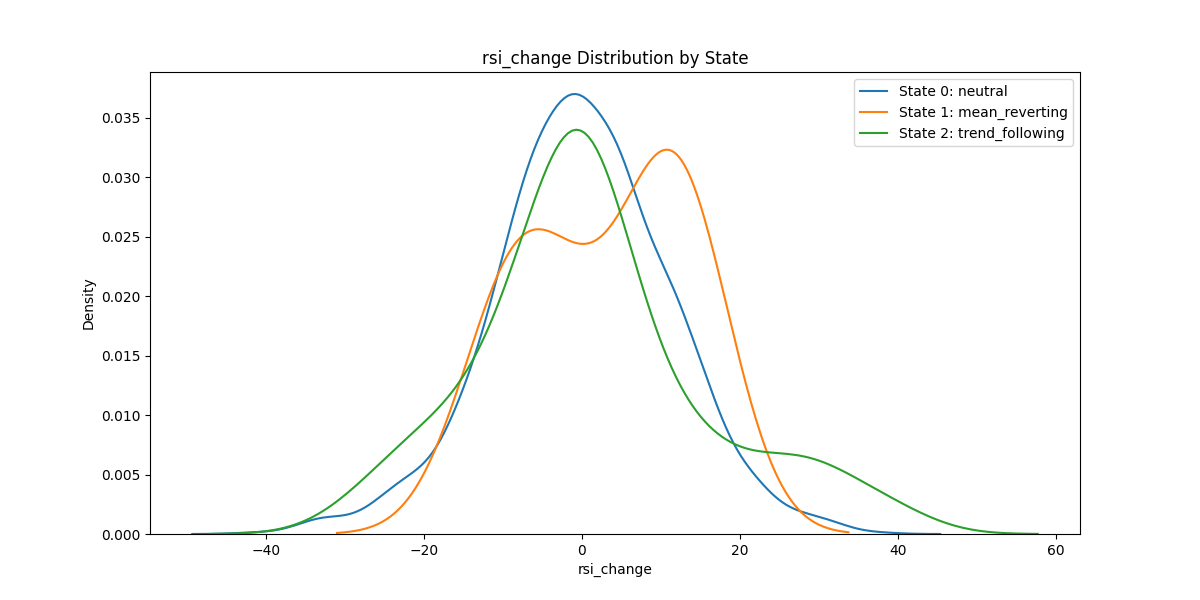 rsi_change Distribution by State
State 0: neutral
State 1: mean_reverting
State 2: trend_following
Density
0.035
0.030
0.025
0.020
0.015
0.010
0.005
0.000
−40
−20
0
20
40
60
rsi_change